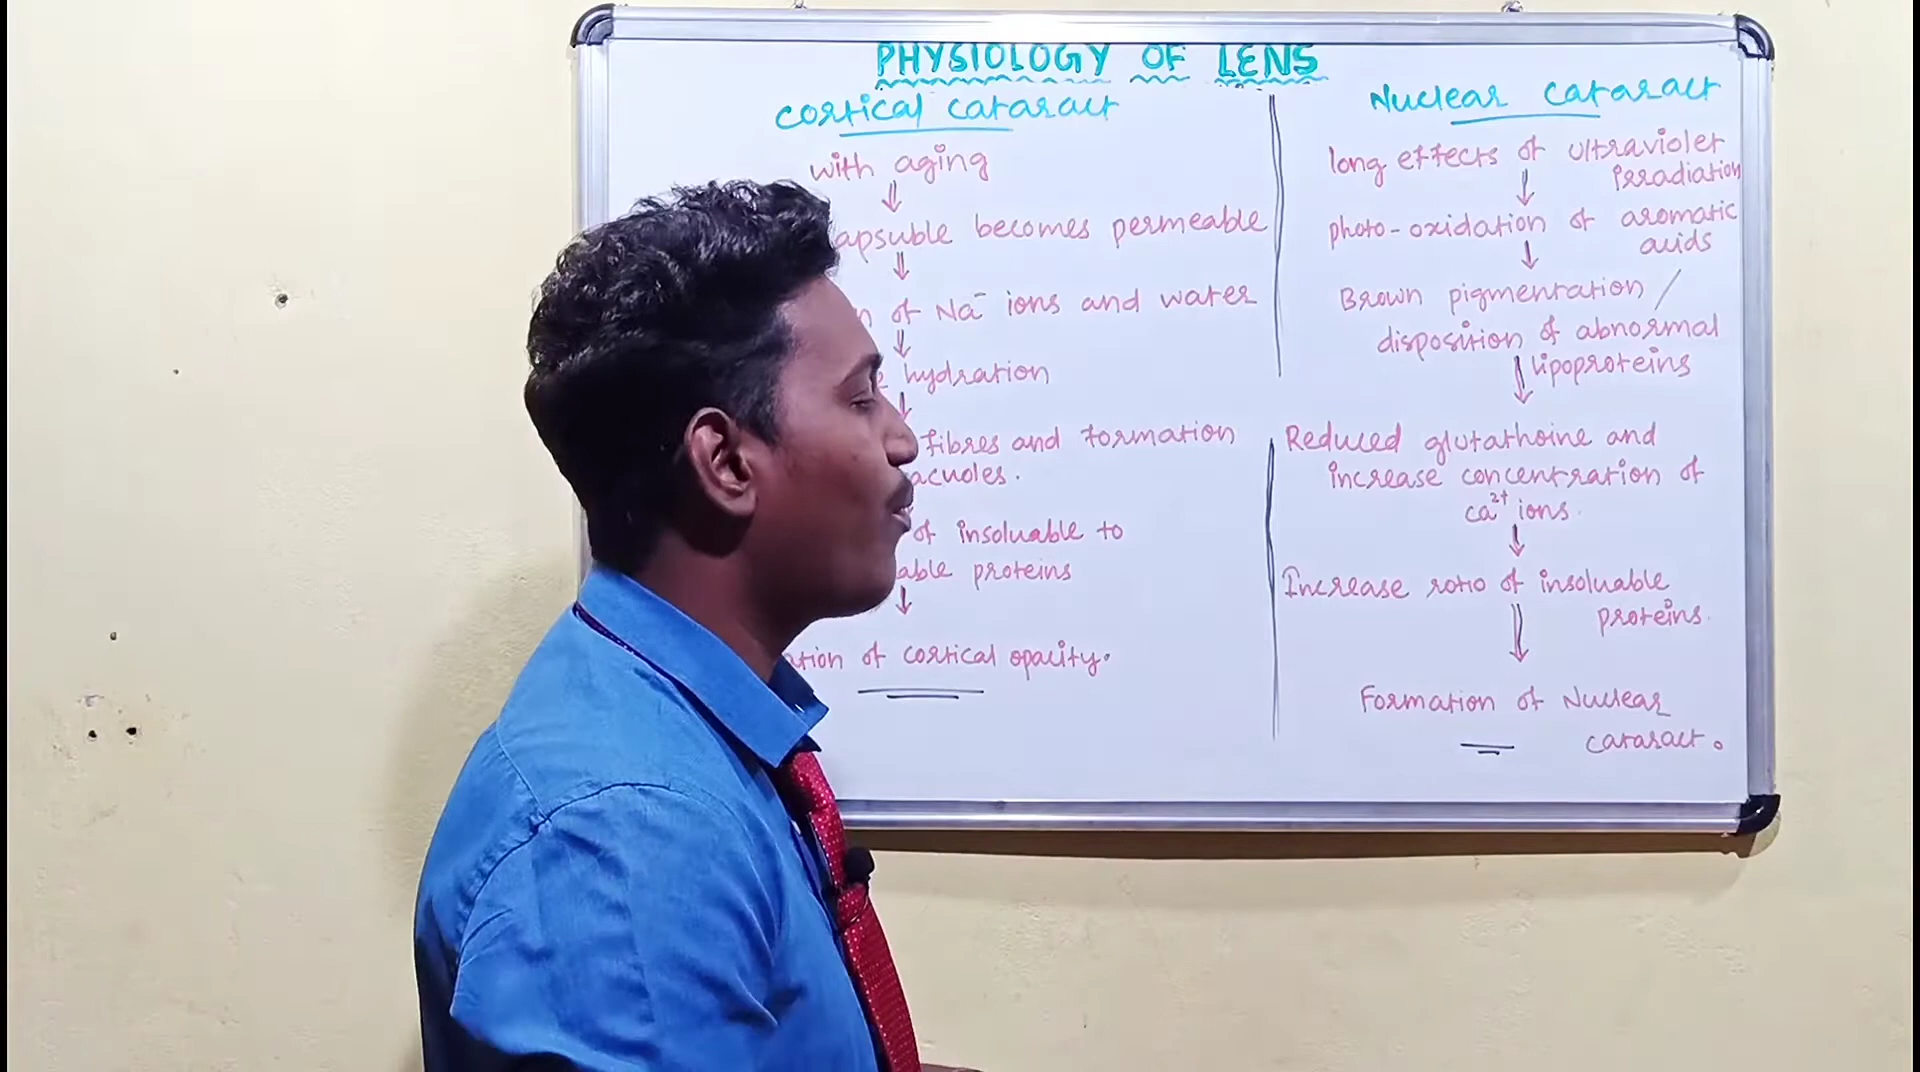 PHYSIOLOGY OF LENS
cortical cataract
with aging
apsuble becomes permeable
of Na⁻ ions and water
hydration
fibres and formation
acuoles.
of insoluable to
able proteins
ation of cortical opacity.
Nuclear cataract
long effects of ultraviolet
irradiation
photo-oxidation of aromatic
acids
Brown pigmentation /
disposition of abnormal
lipoproteins
Reduced glutathoine and
increase concentration of
ca²⁺ ions.
Increase ratio of insoluable
proteins.
Formation of Nuclear
cataract.